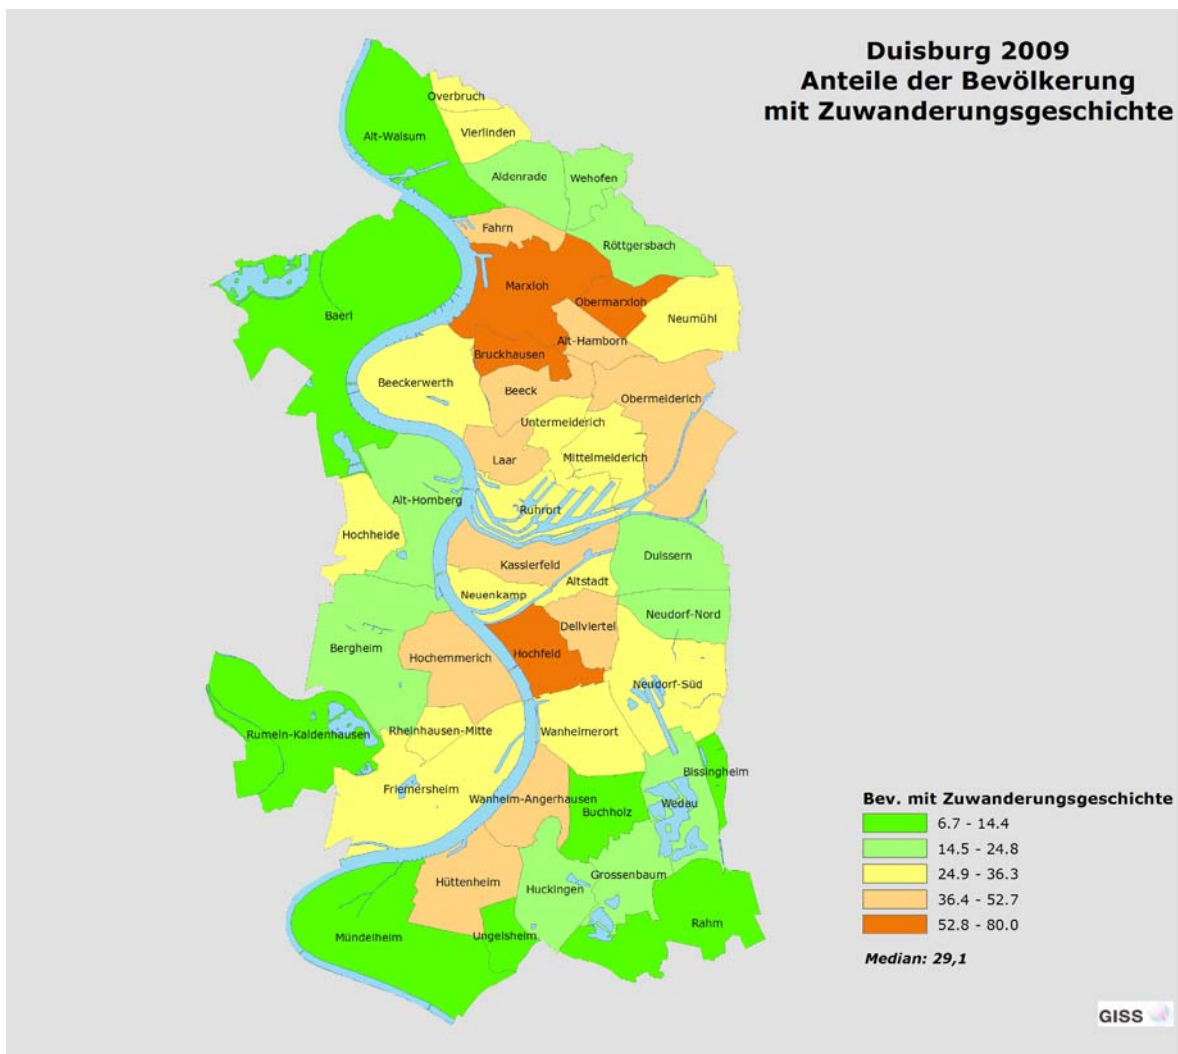 Duisburg 2009
Anteile der Bevölkerung
mit Zuwanderungsgeschichte
Overbruch
Alt-Walsum
Vierlinden
Aldenrade
Wehofen
Fahrn
Röttgersbach
Marxloh
Obermarxloh
Baerl
Neumühl
Alt-Hamborn
Bruckhausen
Beeckerwerth
Beeck
Obermeiderich
Untermeiderich
Laar
Mittelmeiderich
Alt-Homberg
Ruhrort
Hochheide
Duissern
Kasslerfeld
Altstadt
Neuenkamp
Neudorf-Nord
Dellviertel
Bergheim
Hochemmerich
Hochfeld
Neudorf-Süd
Rumeln-Kaldenhausen
Rheinhausen-Mitte
Wanheimerort
Bissingheim
Friemersheim
Wanheim-Angerhausen
Wedau
Buchholz
Grossenbaum
Hüttenheim
Huckingen
Rahm
Mündelheim
Ungelsheim
Bev. mit Zuwanderungsgeschichte
6.7 - 14.4
14.5 - 24.8
24.9 - 36.3
36.4 - 52.7
52.8 - 80.0
Median: 29,1
GISS